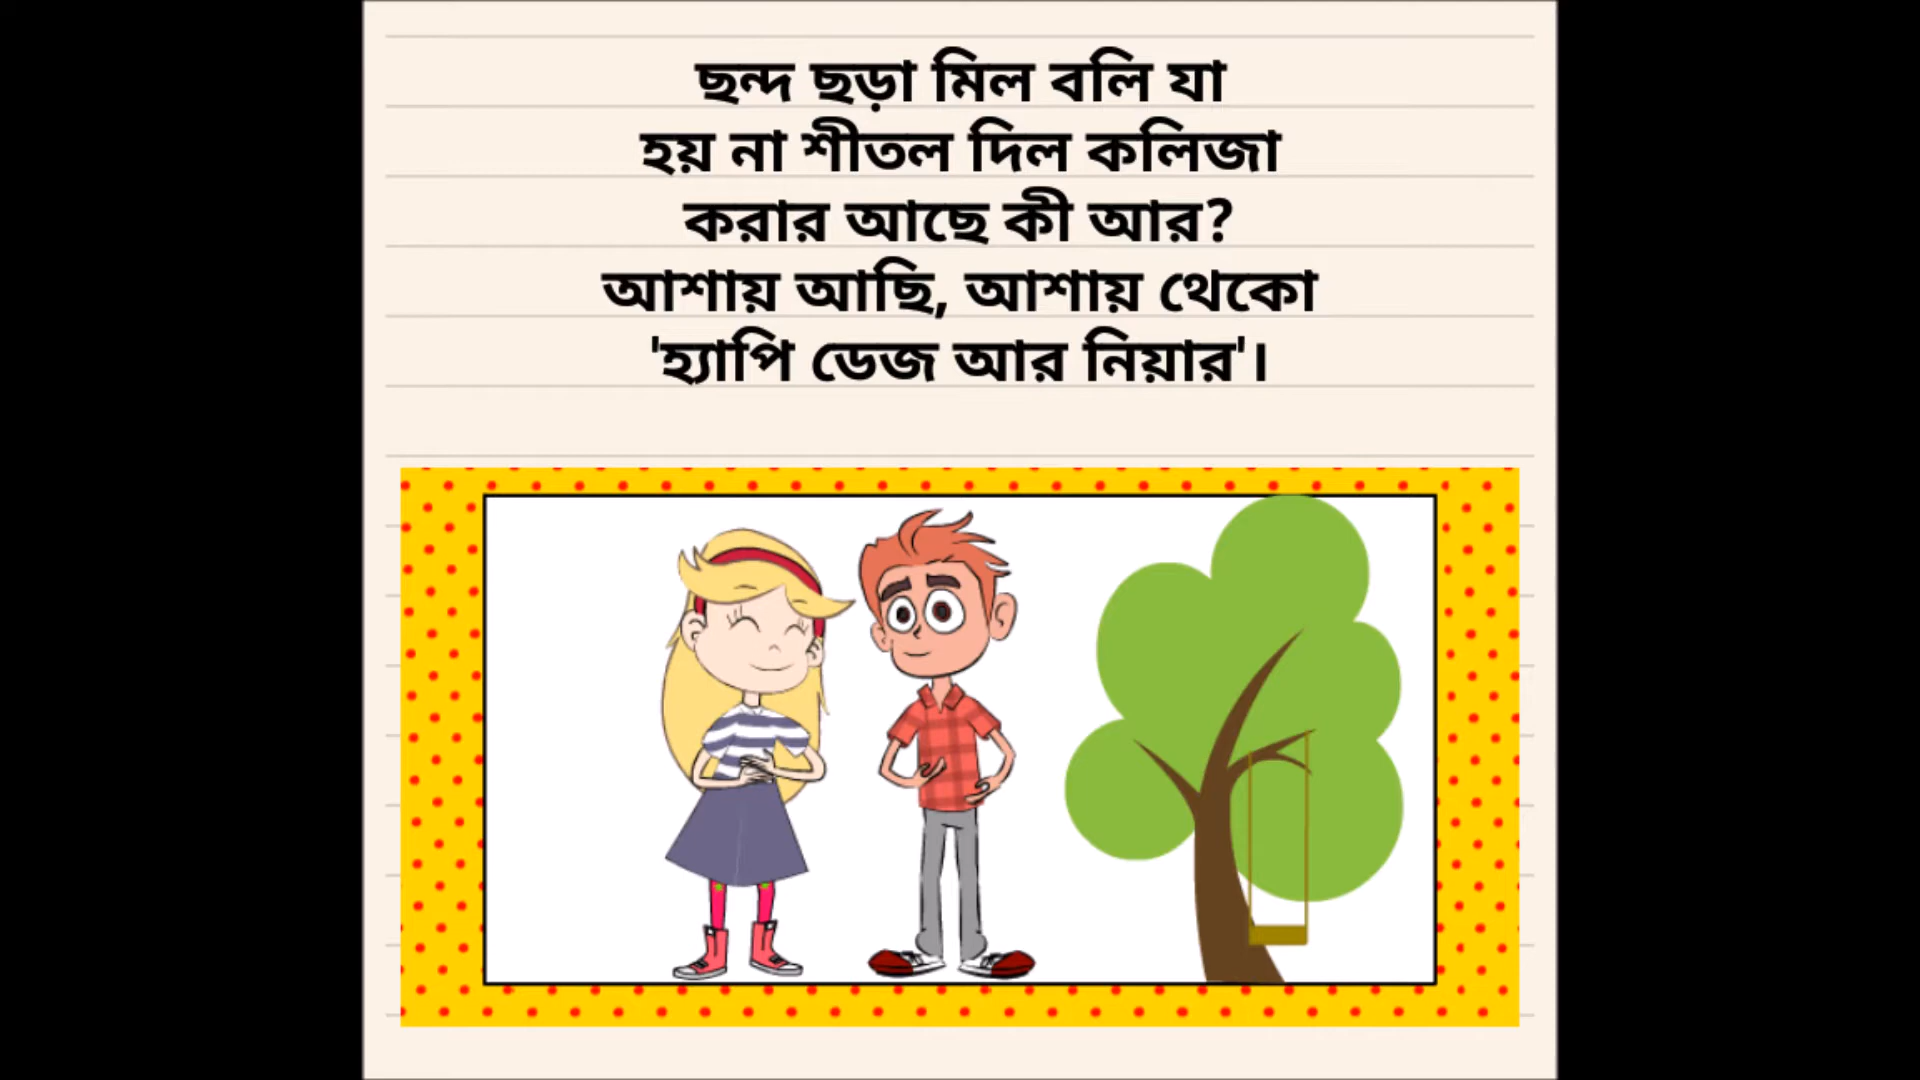 ছন্দ ছড়া মিল বলি যা
হয় না শীতল দিল কলিজা
করার আছে কী আর?
আশায় আছি, আশায় থেকো
'হ্যাপি ডেজ আর নিয়ার'।